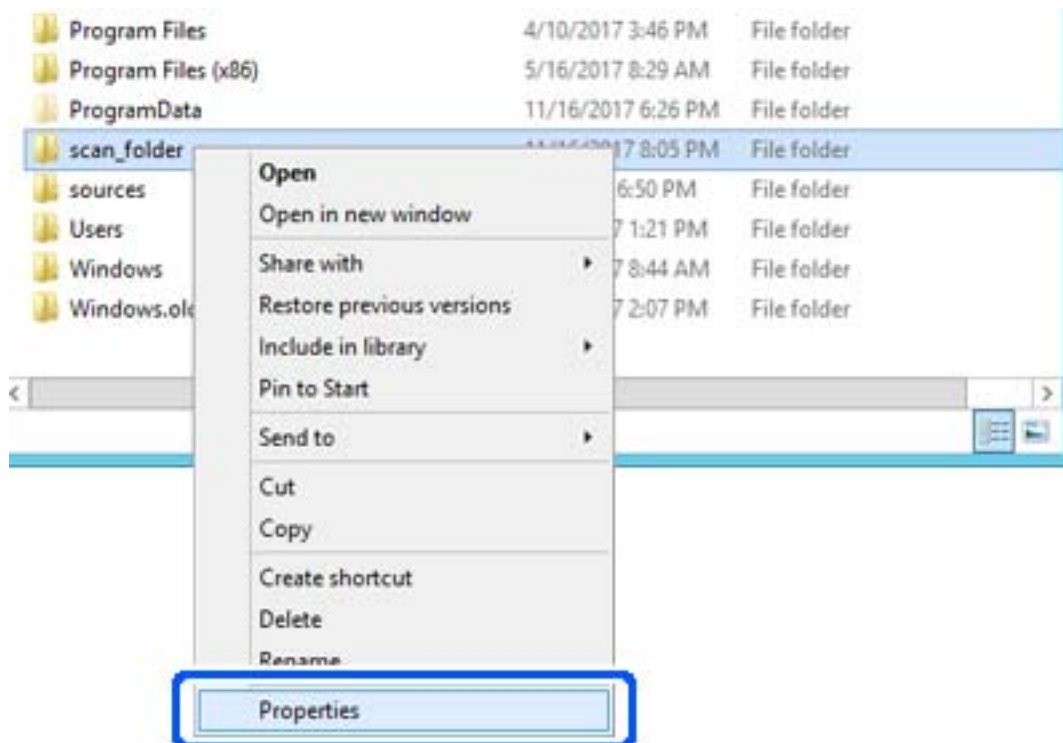 Program Files 4/10/2017 3:46 PM File folder
Program Files (x86) 5/16/2017 8:29 AM File folder
ProgramData 11/16/2017 6:26 PM File folder
scan_folder 7 8:05 PM File folder
sources 6:50 PM File folder
Users 7 1:21 PM File folder
Windows 7 8:44 AM File folder
Windows.old 7 2:07 PM File folder
Open
Open in new window
Share with
Restore previous versions
Include in library
Pin to Start
Send to
Cut
Copy
Create shortcut
Delete
Rename
Properties